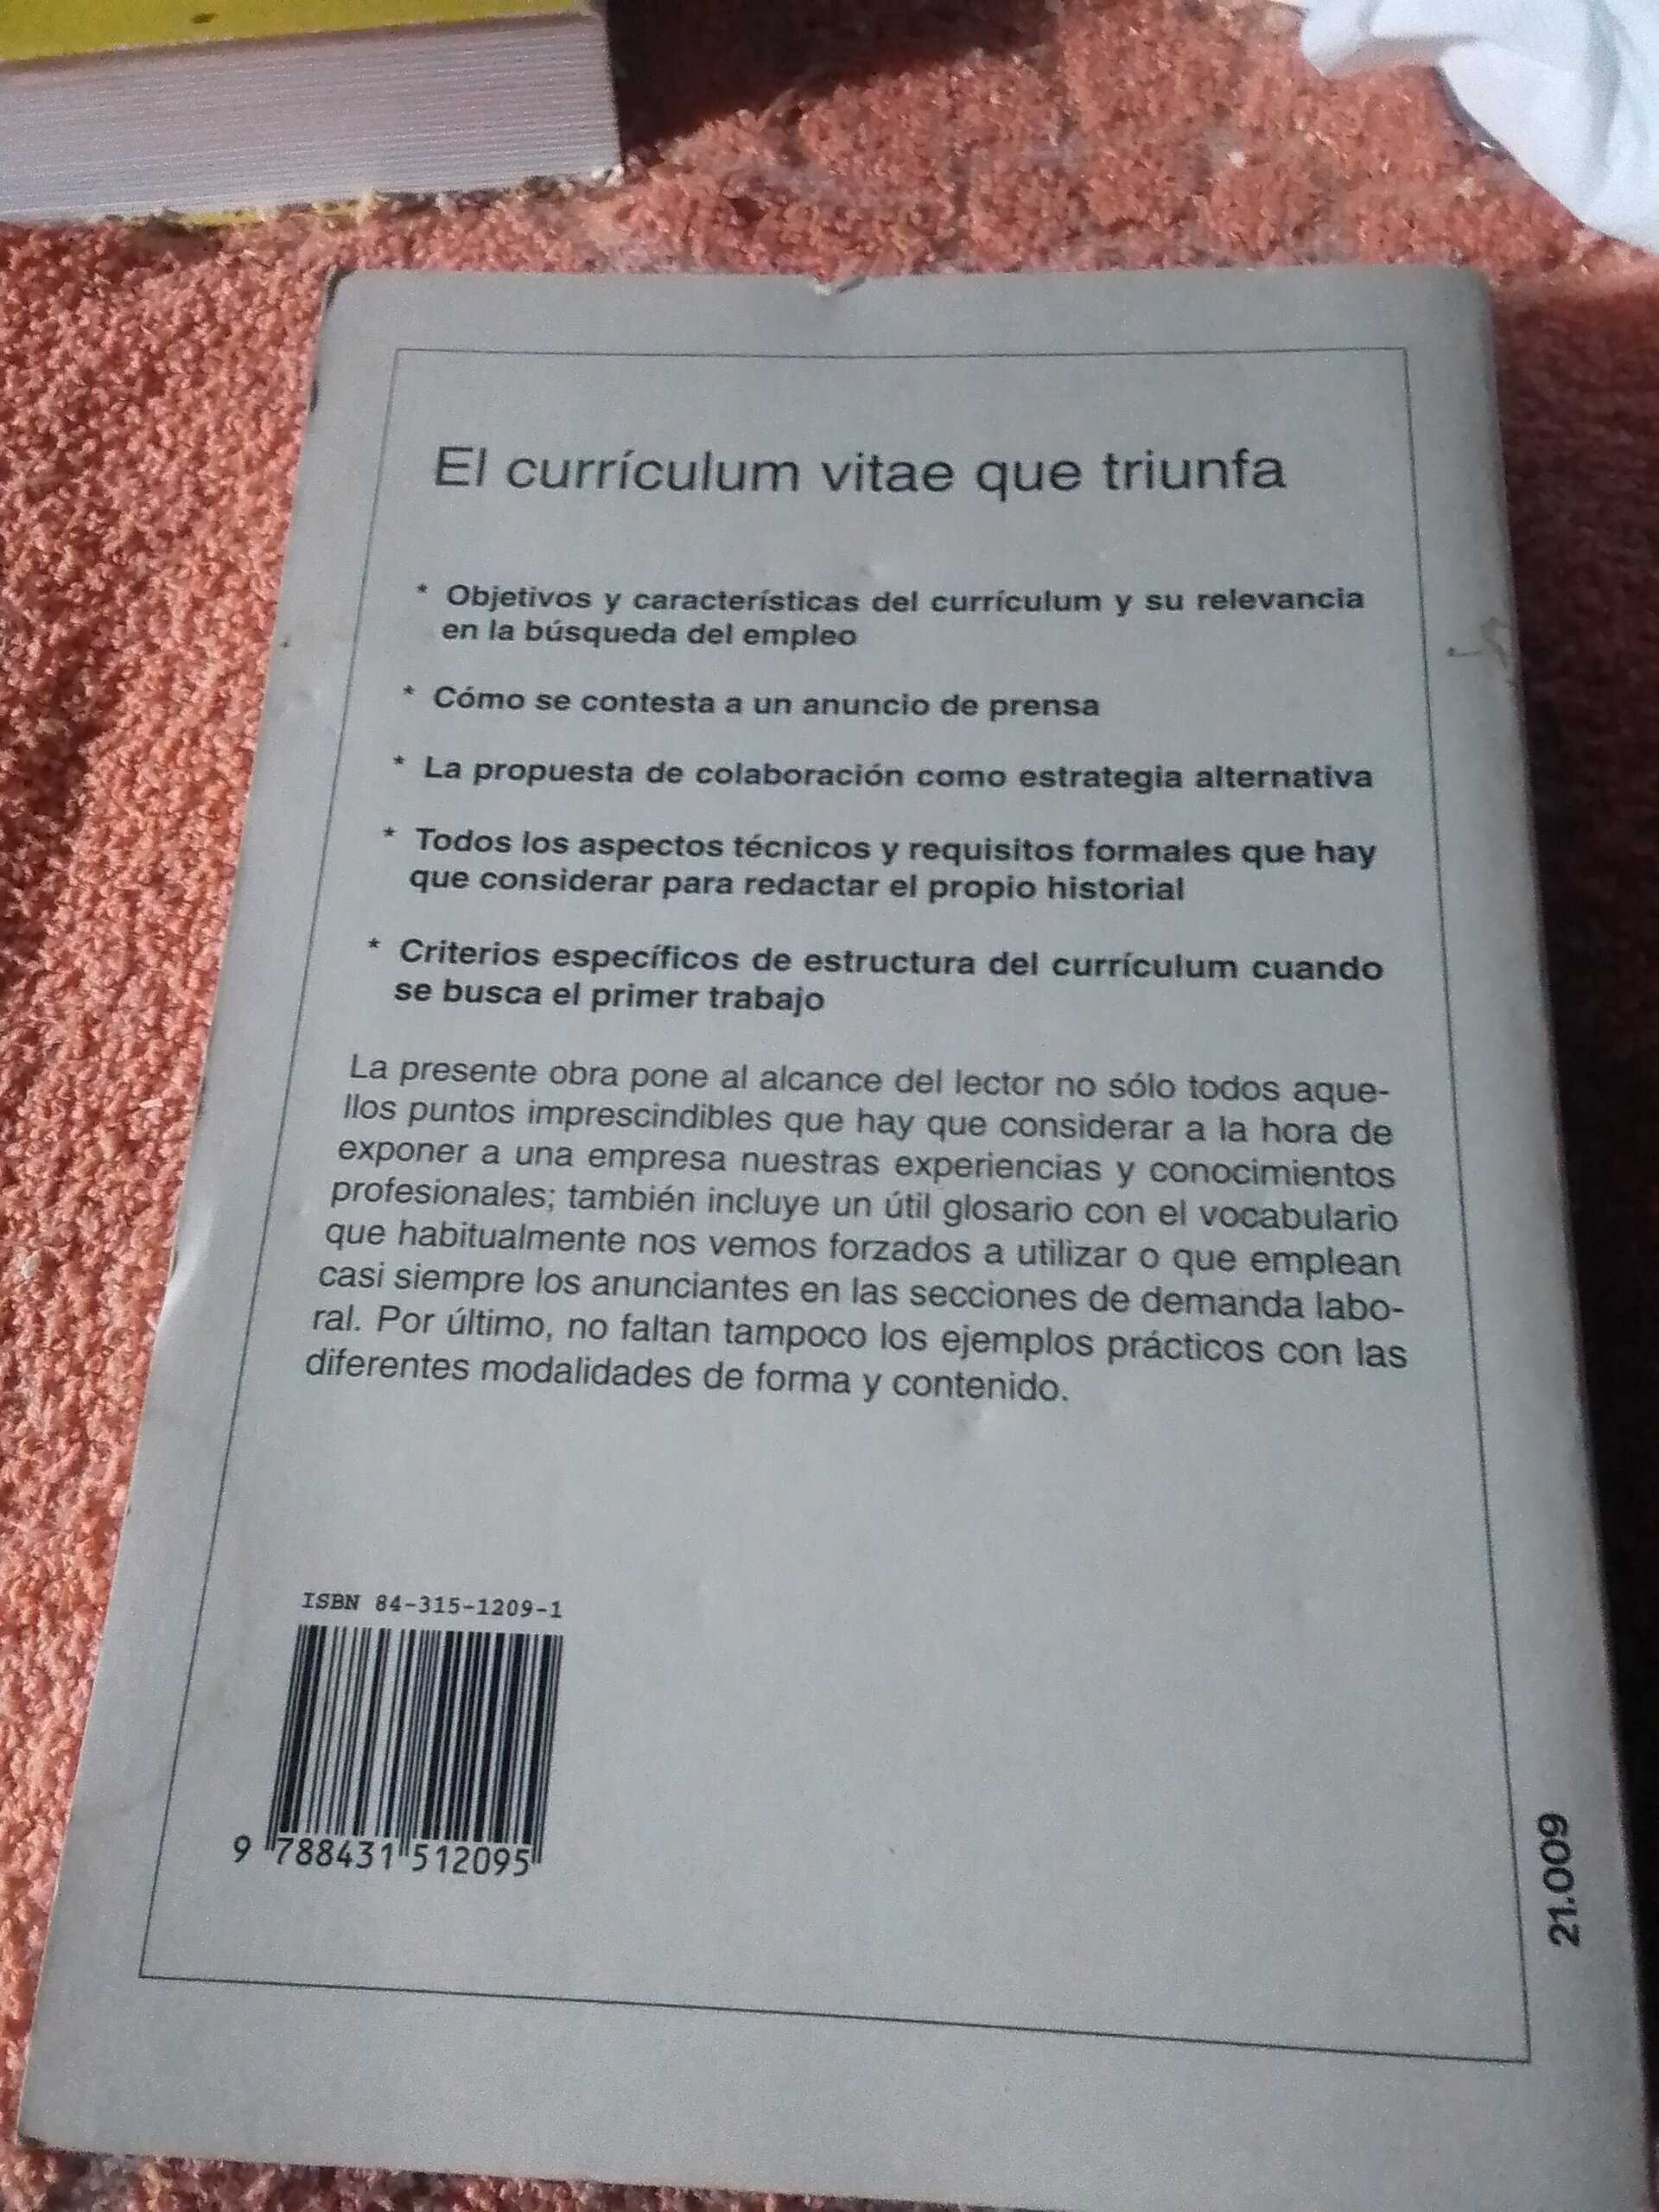 El currículum vitae que triunfa
* Objetivos y características del currículum y su relevancia
en la búsqueda del empleo
* Cómo se contesta a un anuncio de prensa
* La propuesta de colaboración como estrategia alternativa
* Todos los aspectos técnicos y requisitos formales que hay
que considerar para redactar el propio historial
* Criterios específicos de estructura del currículum cuando
se busca el primer trabajo
La presente obra pone al alcance del lector no sólo todos aque-
llos puntos imprescindibles que hay que considerar a la hora de
exponer a una empresa nuestras experiencias y conocimientos
profesionales; también incluye un útil glosario con el vocabulario
que habitualmente nos vemos forzados a utilizar o que emplean
casi siempre los anunciantes en las secciones de demanda labo-
ral. Por último, no faltan tampoco los ejemplos prácticos con las
diferentes modalidades de forma y contenido.
ISBN 84-315-1209-1
9 788431 512095
21.009